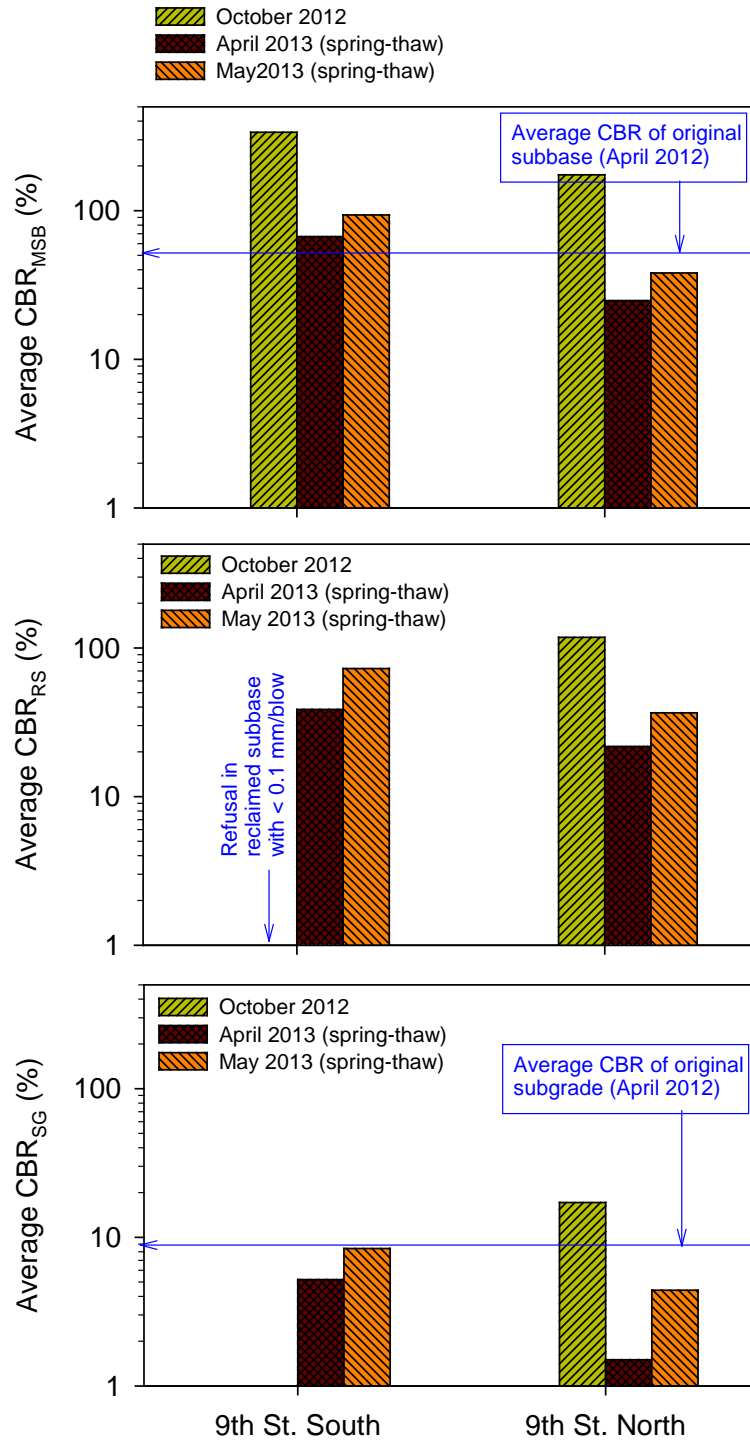 October 2012
April 2013 (spring-thaw)
May2013 (spring-thaw)
Average CBR of original
subbase (April 2012)
Average CBR_MSB (%)
100
10
1
October 2012
April 2013 (spring-thaw)
May 2013 (spring-thaw)
Average CBR_RS (%)
100
10
1
Refusal in
reclaimed subbase
with < 0.1 mm/blow
October 2012
April 2013 (spring-thaw)
May 2013 (spring-thaw)
Average CBR of original
subgrade (April 2012)
Average CBR_SG (%)
100
10
1
9th St. South
9th St. North